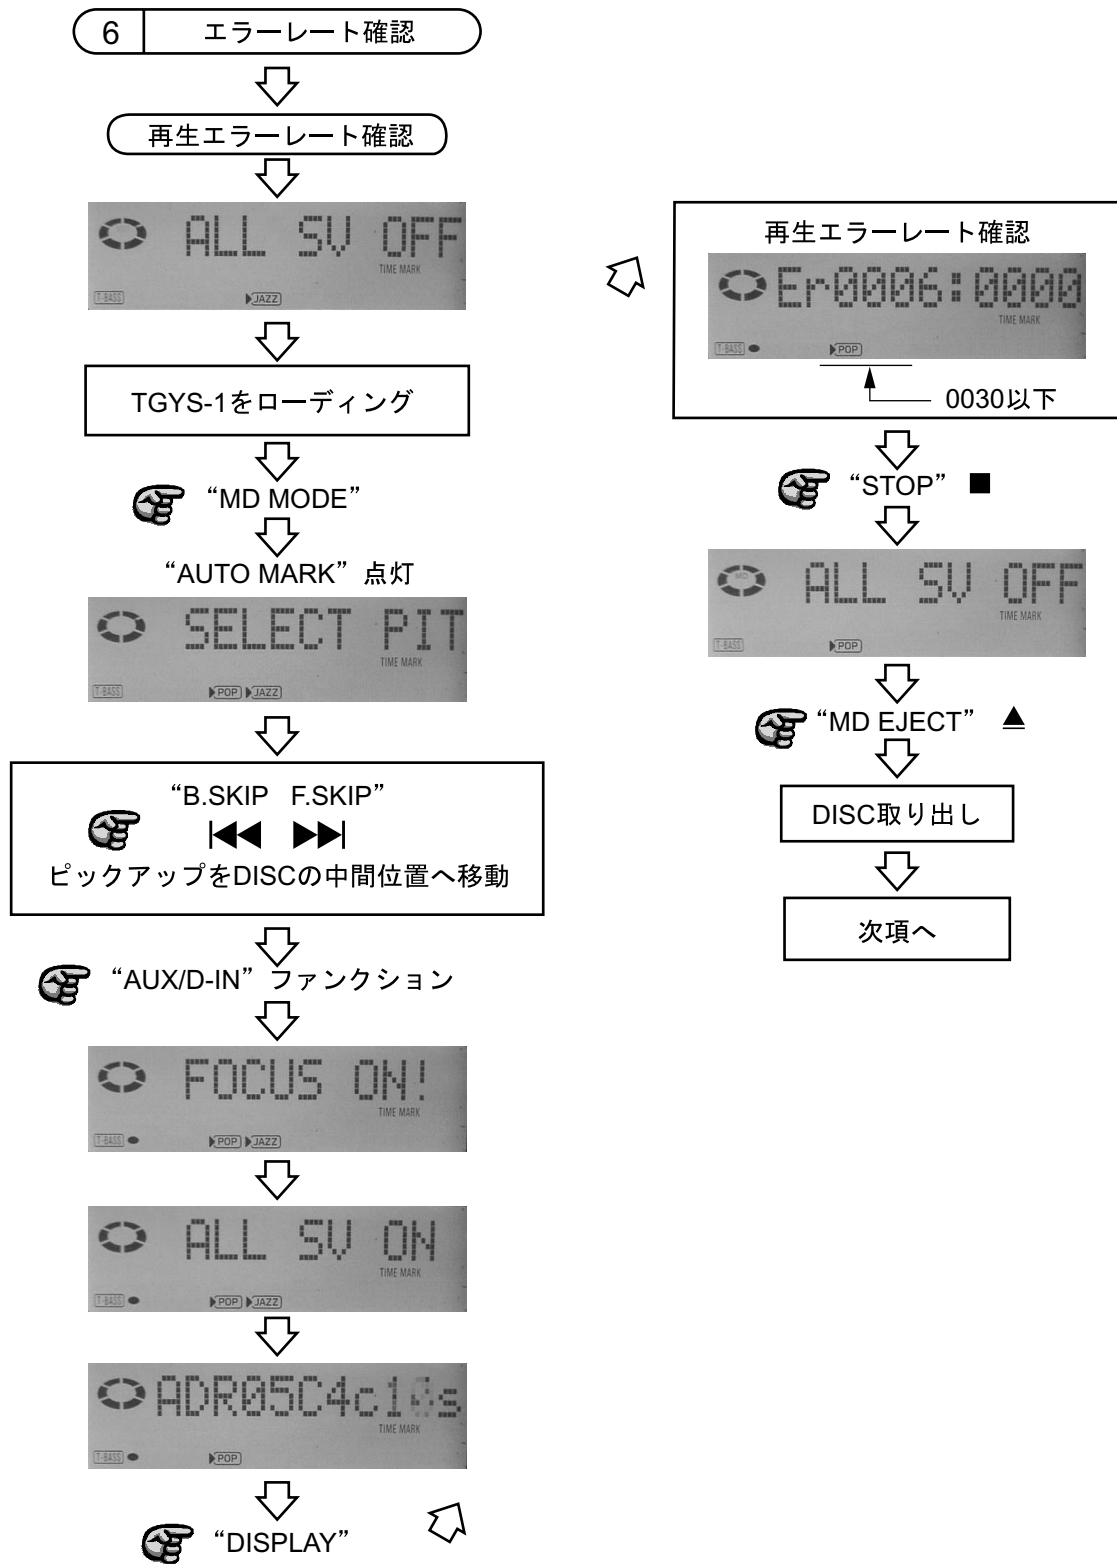 6 エラーレート確認
再生エラーレート確認
ALL SV OFF
TIME MARK
T-BASS JAZZ
TGYS-1をローディング
“MD MODE”
“AUTO MARK” 点灯
SELECT PIT
TIME MARK
T-BASS POP JAZZ
“B.SKIP F.SKIP”
ピックアップをDISCの中間位置へ移動
“AUX/D-IN” ファンクション
FOCUS ON!
TIME MARK
T-BASS POP JAZZ
ALL SV ON
TIME MARK
T-BASS POP JAZZ
TIME MARK
T-BASS POP
“DISPLAY”
再生エラーレート確認
Er0006:0000
TIME MARK
T-BASS POP
0030以下
“STOP” ■
MD
ALL SV OFF
TIME MARK
T-BASS POP
“MD EJECT”
DISC取り出し
次項へ